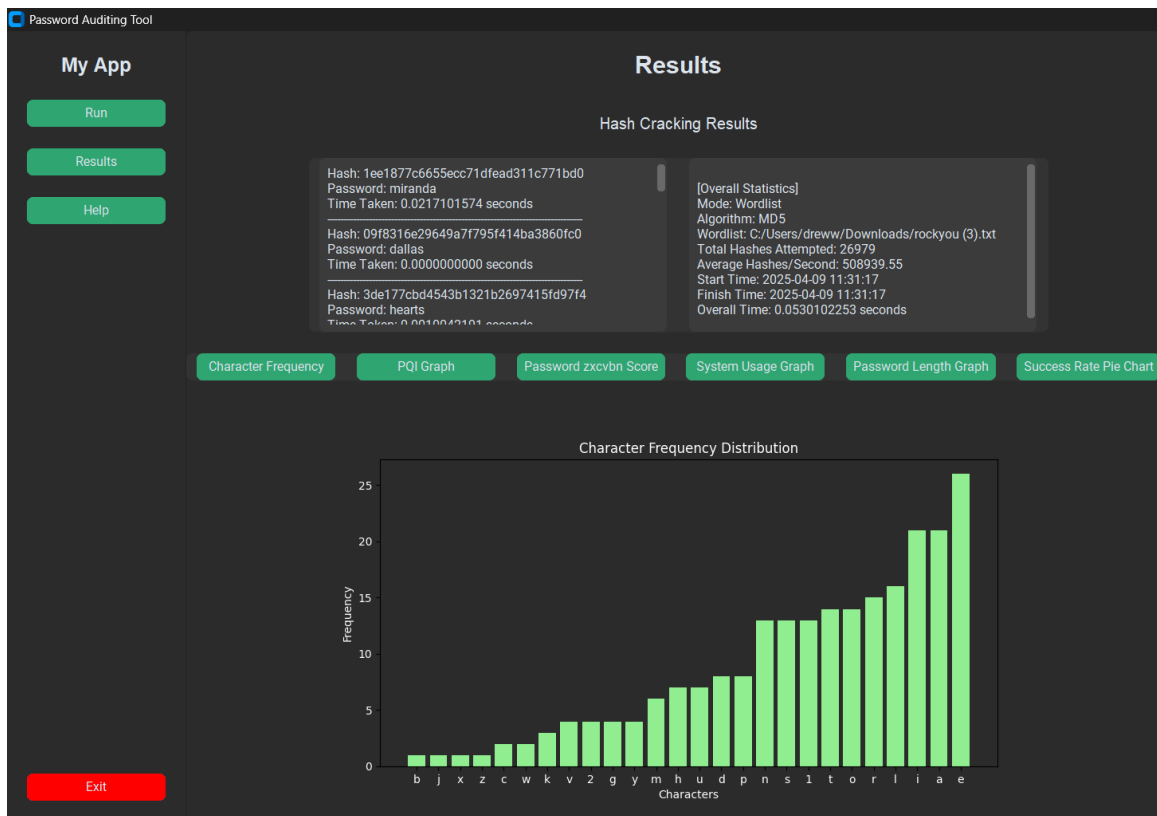 Password Auditing Tool
My App
Run
Results
Help
Exit
Results
Hash Cracking Results
Hash: 1ee1877c6655ecc71dfead311c771bd0
Password: miranda
Time Taken: 0.0217101574 seconds
Hash: 09f8316e29649a7f795f414ba3860fc0
Password: dallas
Time Taken: 0.0000000000 seconds
Hash: 3de177cbd4543b1321b2697415fd97f4
Password: hearts
Time Taken: 0.0010042101 seconds
[Overall Statistics]
Mode: Wordlist
Algorithm: MD5
Wordlist: C:/Users/dreww/Downloads/rockyou (3).txt
Total Hashes Attempted: 26979
Average Hashes/Second: 508939.55
Start Time: 2025-04-09 11:31:17
Finish Time: 2025-04-09 11:31:17
Overall Time: 0.0530102253 seconds
Character Frequency
PQI Graph
Password zxcvbn Score
System Usage Graph
Password Length Graph
Success Rate Pie Chart
Character Frequency Distribution
25
20
15
10
5
0
Frequency
b j x z c w k v 2 g y m h u d p n s 1 t o r l i a e
Characters